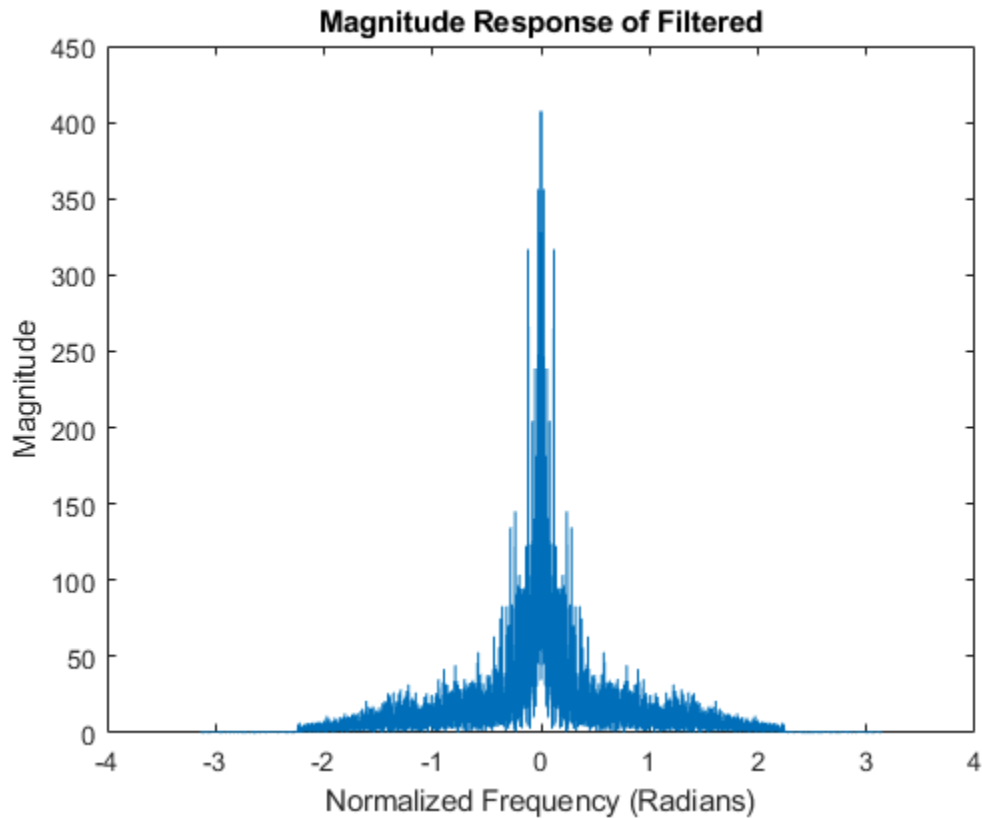 Magnitude Response of Filtered
450
400
350
300
250
200
150
100
50
0
Magnitude
-4 -3 -2 -1 0 1 2 3 4
Normalized Frequency (Radians)